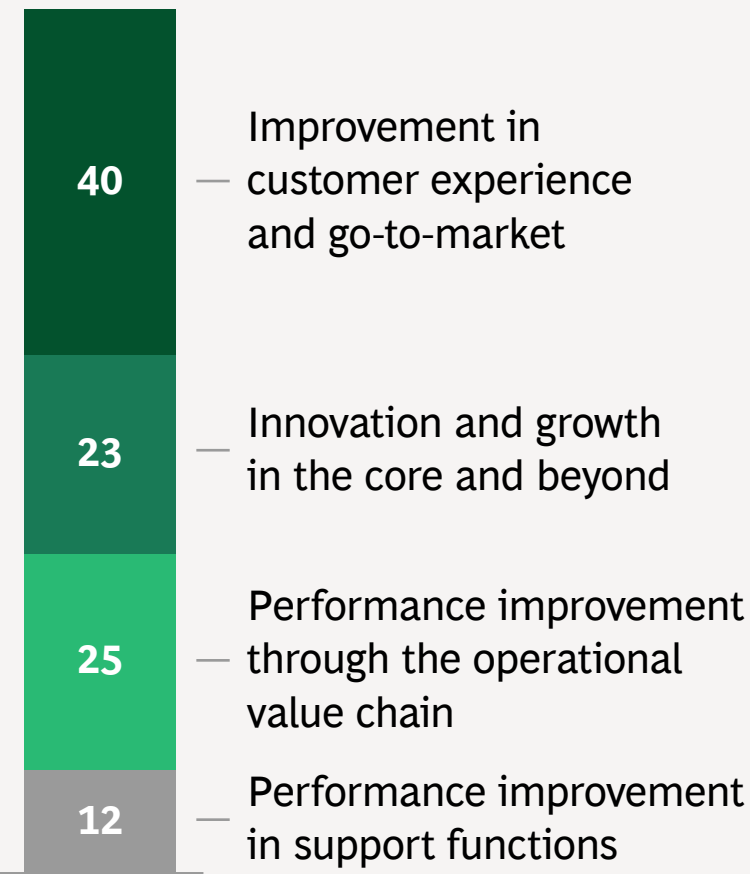 40
Improvement in
customer experience
and go-to-market
23
Innovation and growth
in the core and beyond
25
Performance improvement
through the operational
value chain
12
Performance improvement
in support functions